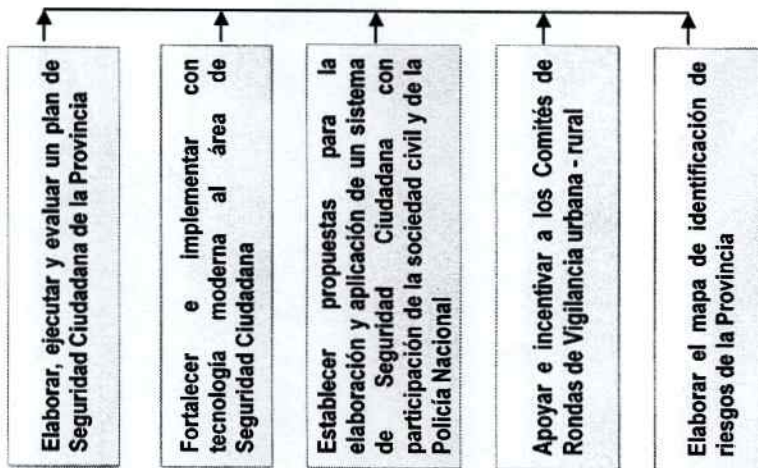 Elaborar, ejecutar y evaluar un plan de
Seguridad Ciudadana de la Provincia
Fortalecer e implementar con
tecnología moderna al área de
Seguridad Ciudadana
Establecer propuestas para la
elaboración y aplicación de un sistema
de Seguridad Ciudadana con
participación de la sociedad civil y de la
Policía Nacional
Apoyar e incentivar a los Comités de
Rondas de Vigilancia urbana - rural
Elaborar el mapa de identificación de
riesgos de la Provincia